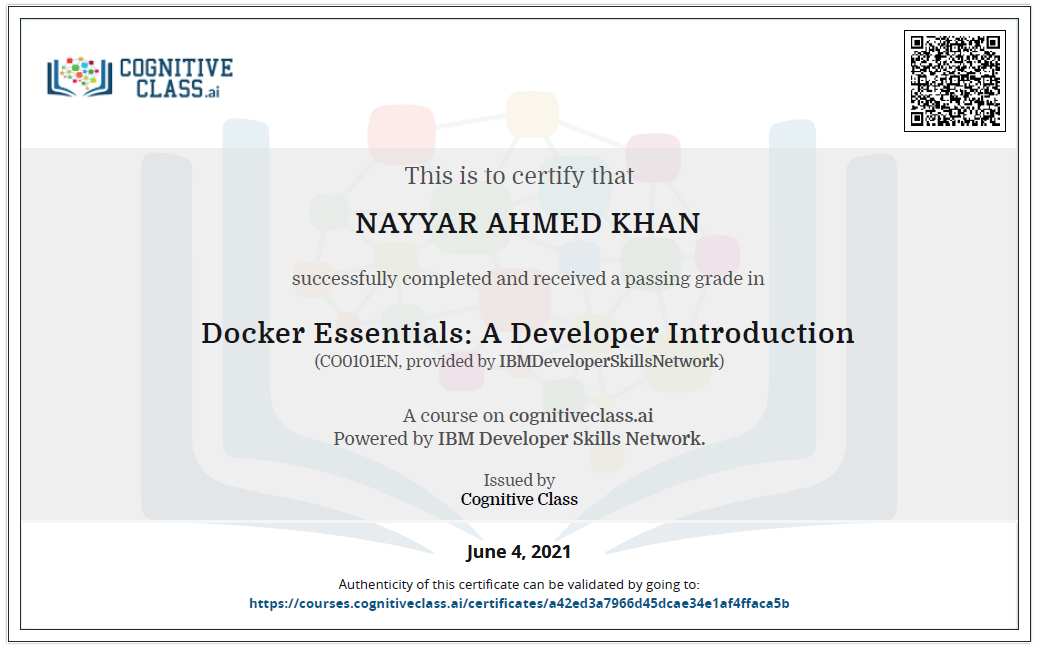 COGNITIVE
CLASS.ai
This is to certify that
NAYYAR AHMED KHAN
successfully completed and received a passing grade in
Docker Essentials: A Developer Introduction
(CO0101EN, provided by IBMDeveloperSkillsNetwork)
A course on cognitiveclass.ai
Powered by IBM Developer Skills Network.
Issued by
Cognitive Class
June 4, 2021
Authenticity of this certificate can be validated by going to:
https://courses.cognitiveclass.ai/certificates/a42ed3a7966d45dcae34e1af4ffaca5b